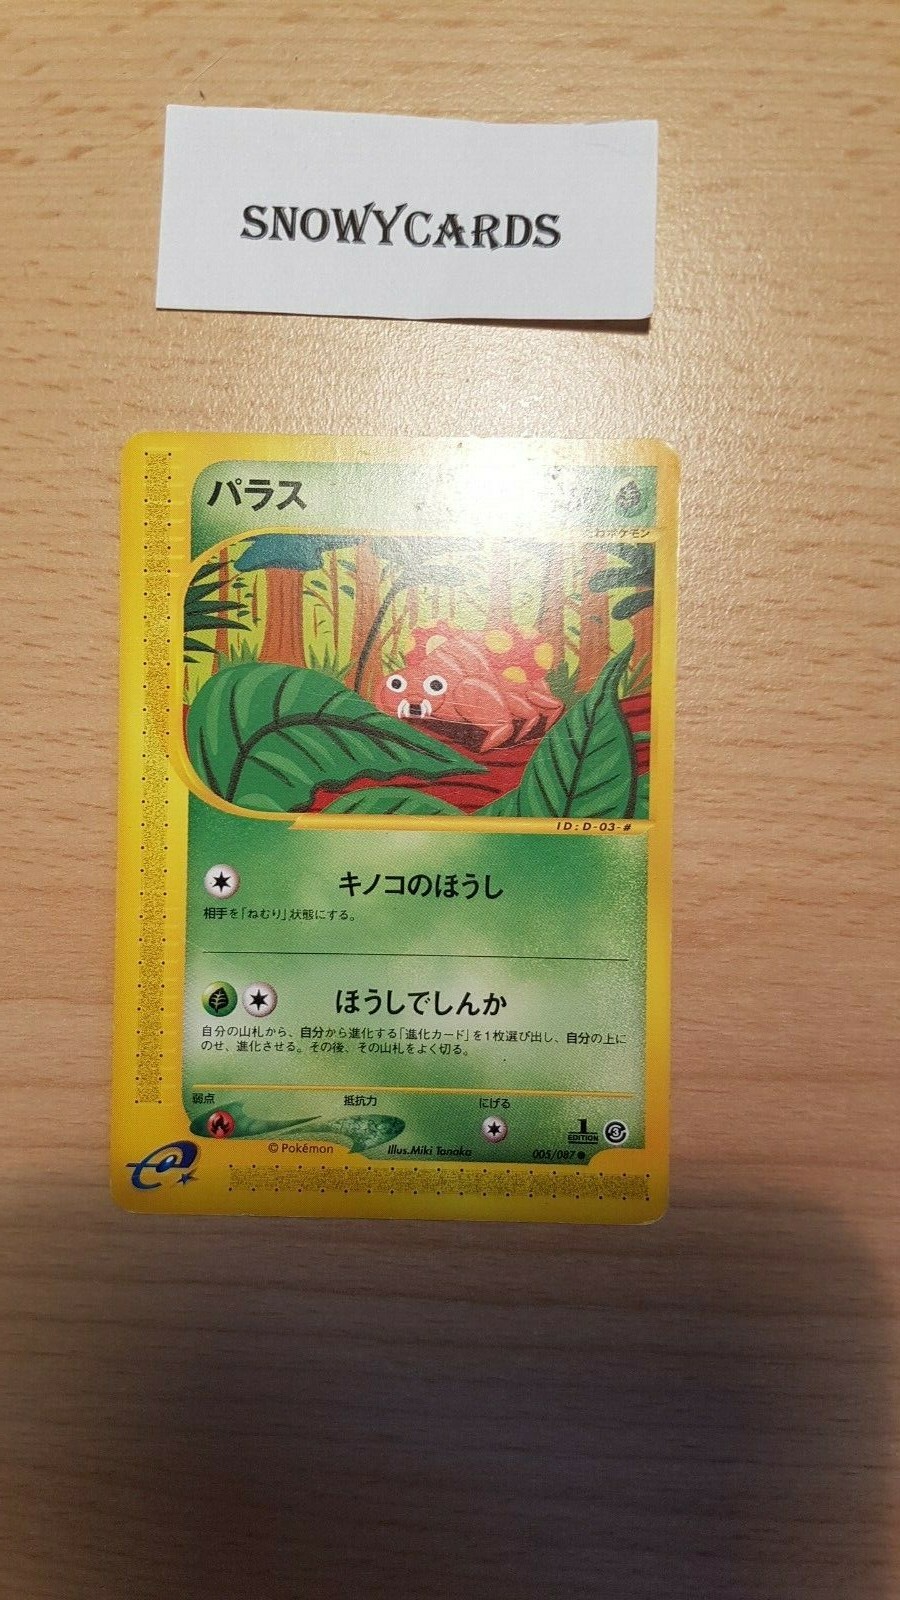 SNOWYCARDS
パラス
ポケモン
ID:D-03-#
キノコのほうし
相手を「ねむり」状態にする。
ほうしでしんか
自分の山札から、自分から進化する「進化カード」を1枚選び出し、自分の上に
のせ、進化させる。その後、その山札をよく切る。
弱点 抵抗力 にげる
© Pokémon Illus.Miki Tanaka 1 EDITION
005/087 ●